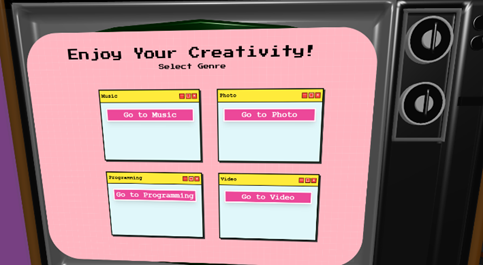 Enjoy Your Creativity!
Select Genre
Music
Go to Music
Photo
Go to Photo
Programming
Go to Programming
Video
Go to Video